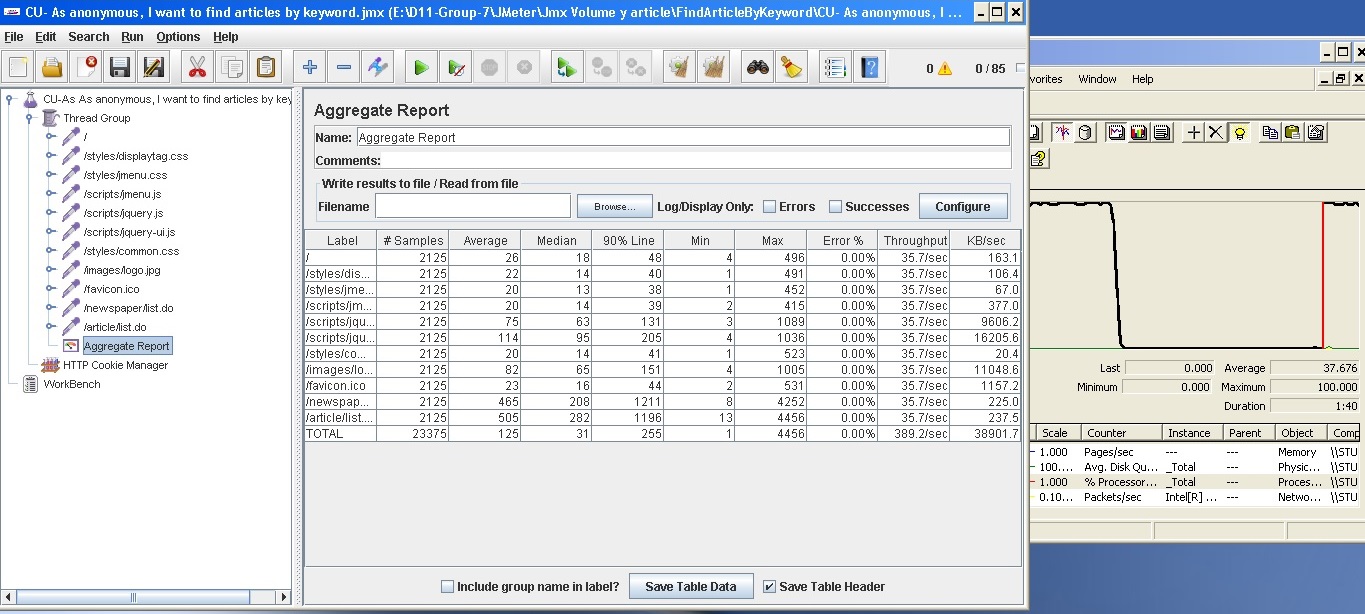 CU- As anonymous, I want to find articles by keyword.jmx (E:\D11-Group-7\JMeter\Jmx Volume y article\FindArticleByKeyword\CU- As anonymous, I ...
File Edit Search Run Options Help
0 0 / 85
CU-As As anonymous, I want to find articles by key
Thread Group
/
/styles/displaytag.css
/styles/jmenu.css
/scripts/jmenu.js
/scripts/jquery.js
/scripts/jquery-ui.js
/styles/common.css
/images/logo.jpg
/favicon.ico
/newspaper/list.do
/article/list.do
Aggregate Report
HTTP Cookie Manager
WorkBench
Aggregate Report
Name: Aggregate Report
Comments:
Write results to file / Read from file
Filename Browse... Log/Display Only: Errors Successes Configure
Label # Samples Average Median 90% Line Min Max Error % Throughput KB/sec
/ 2125 26 18 48 4 496 0.00% 35.7/sec 163.1
/styles/dis... 2125 22 14 40 1 491 0.00% 35.7/sec 106.4
/styles/jme... 2125 20 13 38 1 452 0.00% 35.7/sec 67.0
/scripts/jm... 2125 20 14 39 2 415 0.00% 35.7/sec 377.0
/scripts/jqu... 2125 75 63 131 3 1089 0.00% 35.7/sec 9606.2
/scripts/jqu... 2125 114 95 205 4 1036 0.00% 35.7/sec 16205.6
/styles/co... 2125 20 14 41 1 523 0.00% 35.7/sec 20.4
/images/lo... 2125 82 65 151 4 1005 0.00% 35.7/sec 11048.6
/favicon.ico 2125 23 16 44 2 531 0.00% 35.7/sec 1157.2
/newspap... 2125 465 208 1211 8 4252 0.00% 35.7/sec 225.0
/article/list.... 2125 505 282 1196 13 4456 0.00% 35.7/sec 237.5
TOTAL 23375 125 31 255 1 4456 0.00% 389.2/sec 38901.7
Include group name in label? Save Table Data Save Table Header
vorites Window Help
Last 0.000 Average 37.676
Minimum 0.000 Maximum 100.000
Duration 1:40
Scale Counter Instance Parent Object Comp
1.000 Pages/sec --- --- Memory \\STU
100.... Avg. Disk Qu... _Total --- Physic... \\STU
1.000 % Processor... _Total --- Proces... \\STU
0.10... Packets/sec Intel[R] ... --- Netwo... \\STU